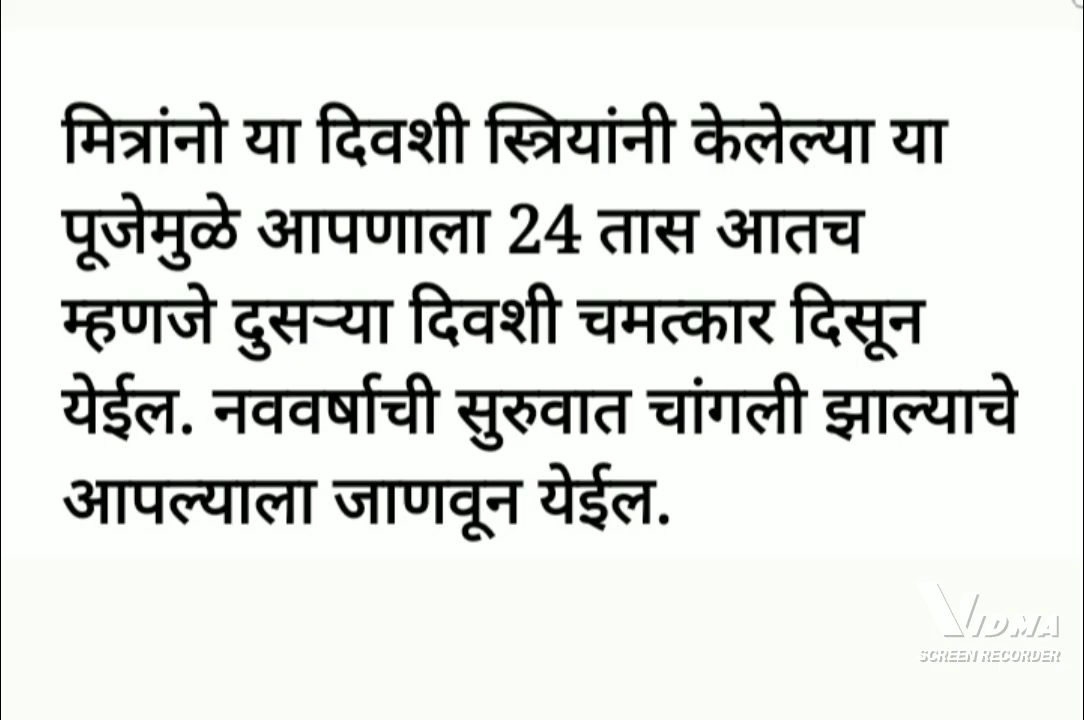 मित्रांनो या दिवशी स्त्रियांनी केलेल्या या
पूजेमुळे आपणाला 24 तास आतच
म्हणजे दुसऱ्या दिवशी चमत्कार दिसून
येईल. नववर्षाची सुरुवात चांगली झाल्याचे
आपल्याला जाणवून येईल.
VIDMA
SCREEN RECORDER